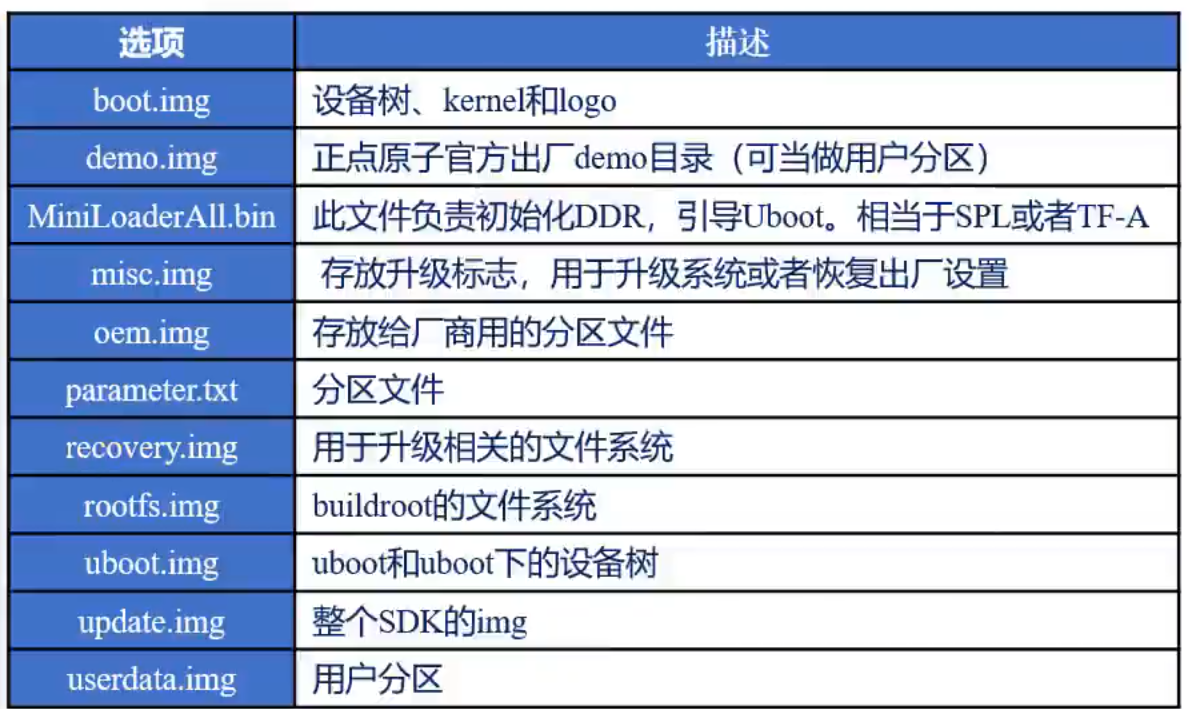 选项 描述
boot.img 设备树、kernel和logo
demo.img 正点原子官方出厂demo目录（可当做用户分区）
MiniLoaderAll.bin 此文件负责初始化DDR，引导Uboot。相当于SPL或者TF-A
misc.img 存放升级标志，用于升级系统或者恢复出厂设置
oem.img 存放给厂商用的分区文件
parameter.txt 分区文件
recovery.img 用于升级相关的文件系统
rootfs.img buildroot的文件系统
uboot.img uboot和uboot下的设备树
update.img 整个SDK的img
userdata.img 用户分区